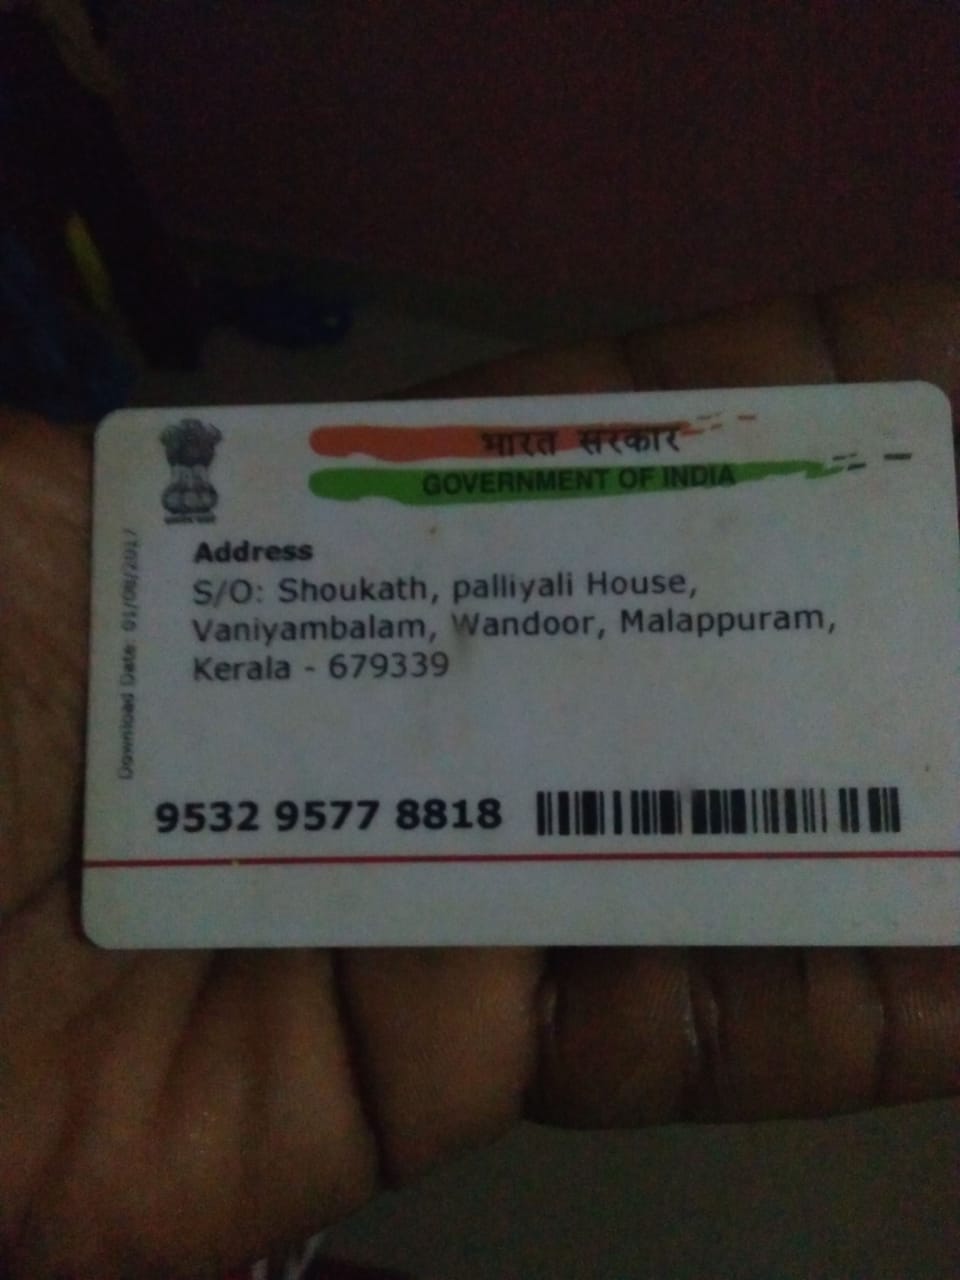 भारत सरकार
GOVERNMENT OF INDIA
Address
S/O: Shoukath, palliyali House,
Vaniyambalam, Wandoor, Malappuram,
Kerala - 679339
Download Date: 01/08/2017
9532 9577 8818